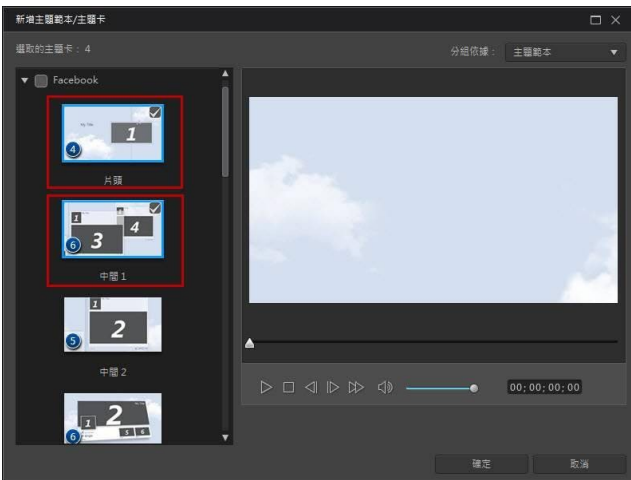 新增主題範本/主題卡
選取的主題卡：4
分組依據：
主題範本
Facebook
My Title
1
4
片頭
1
3
4
6
中間 1
1
2
5
中間 2
1
2
5
6
6
00;00;00;00
確定
取消